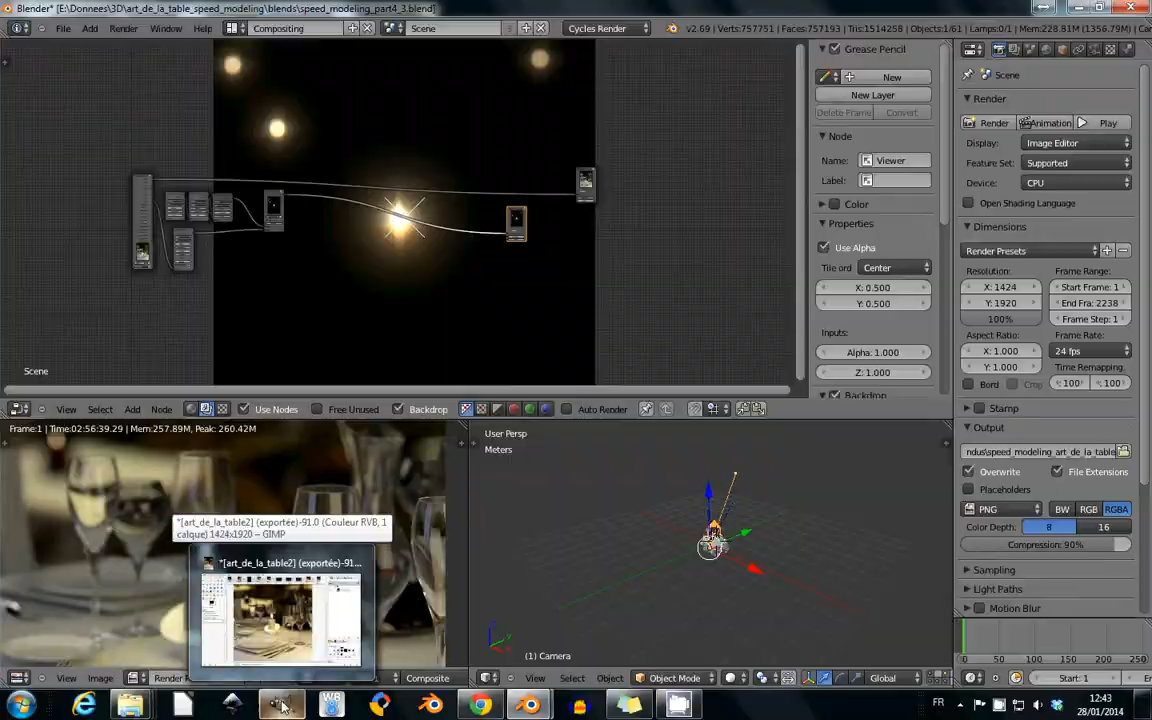 Blender* [E:\Donnees\3D\art_de_la_table_speed_modeling\blends\speed_modeling_part4_3.blend]
File Add Render Window Help Compositing Scene Cycles Render v2.69 | Verts:757751 | Faces:757193 | Tris:1514258 | Objects:1/61 | Lamps:0/1 | Mem:228.81M (1356.79M) | Cam
Grease Pencil
New
New Layer
Delete Frame Convert
Node
Name: Viewer
Label:
Color
Properties
Use Alpha
Tile ord Center
X: 0.500
Y: 0.500
Inputs:
Alpha: 1.000
Z: 1.000
Backdrop
Scene
Render
Render Animation Play
Display: Image Editor
Feature Set: Supported
Device: CPU
Open Shading Language
Dimensions
Render Presets
Resolution: Frame Range:
X: 1424 Start Frame: 1
Y: 1920 End Fra: 2238
100% Frame Step: 1
Aspect Ratio: Frame Rate:
X: 1.000 24 fps
Y: 1.000 Time Remapping:
Bord Crop 100 100
Stamp
Output
ndus\speed_modeling_art_de_la_table
Overwrite File Extensions
Placeholders
PNG BW RGB RGBA
Color Depth: 8 16
Compression: 90%
Sampling
Light Paths
Motion Blur
0 50 100 150 200 250
Start: 1
Scene
View Select Add Node Use Nodes Free Unused Backdrop Auto Render
Frame:1 | Time:02:56:39.29 | Mem:257.89M, Peak: 260.42M
*[art_de_la_table2] (exportée)-91.0 (Couleur RVB, 1
calque) 1424x1920 – GIMP
*[art_de_la_table2] (exportée)-91...
View Image Composite
User Persp
Meters
(1) Camera
View Select Object Object Mode Global
FR
12:43
28/01/2014